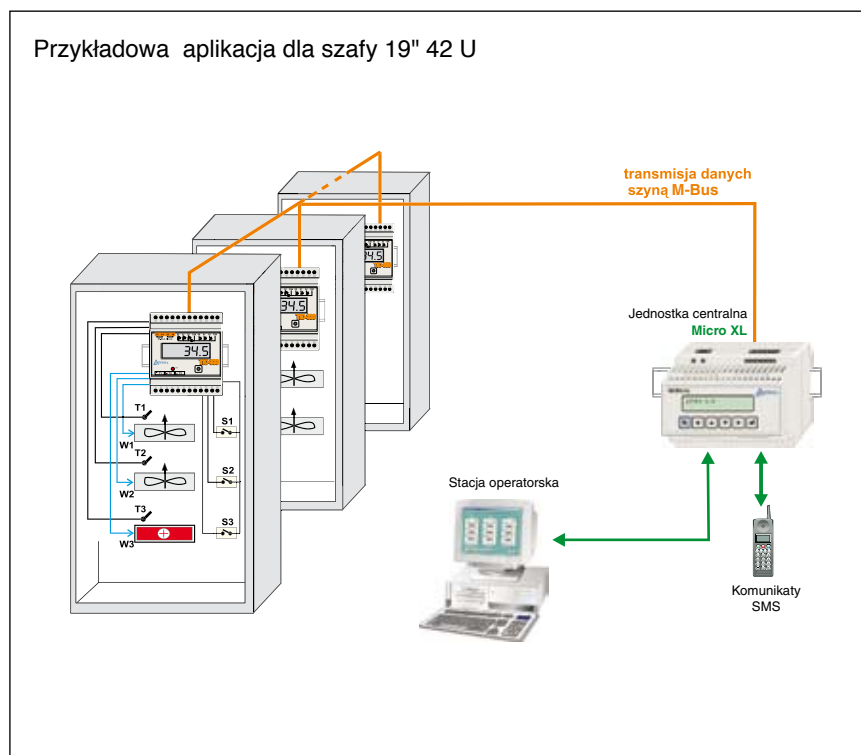 Przykładowa aplikacja dla szafy 19" 42 U
transmisja danych
szyną M-Bus
Jednostka centralna
Micro XL
34.5
34.5
34.5
T1
W1
S1
T2
W2
S2
T3
W3
S3
Stacja operatorska
Komunikaty
SMS